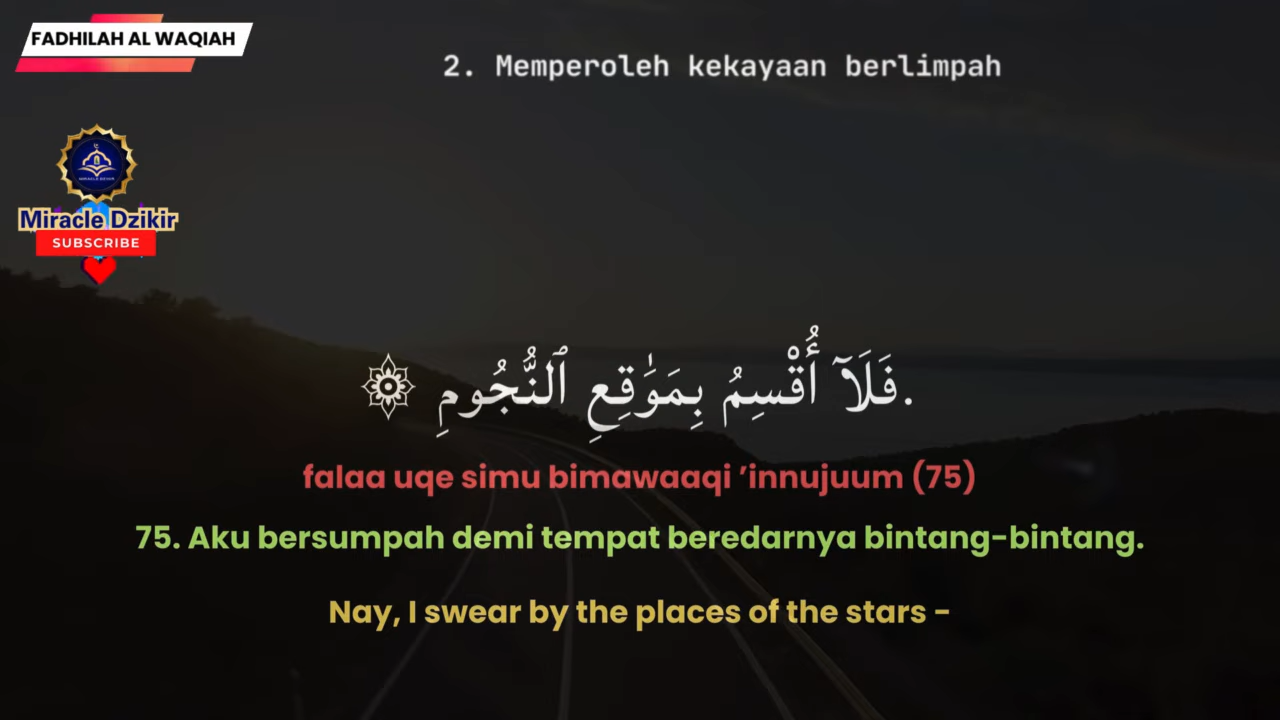 FADHILAH AL WAQIAH
2. Memperoleh kekayaan berlimpah
Miracle Dzikir
SUBSCRIBE
فَلَآ أُقْسِمُ بِمَوَٰقِعِ ٱلنُّجُومِ ۞.
falaa uqe simu bimawaaqi ’innujuum (75)
75. Aku bersumpah demi tempat beredarnya bintang-bintang.
Nay, I swear by the places of the stars -